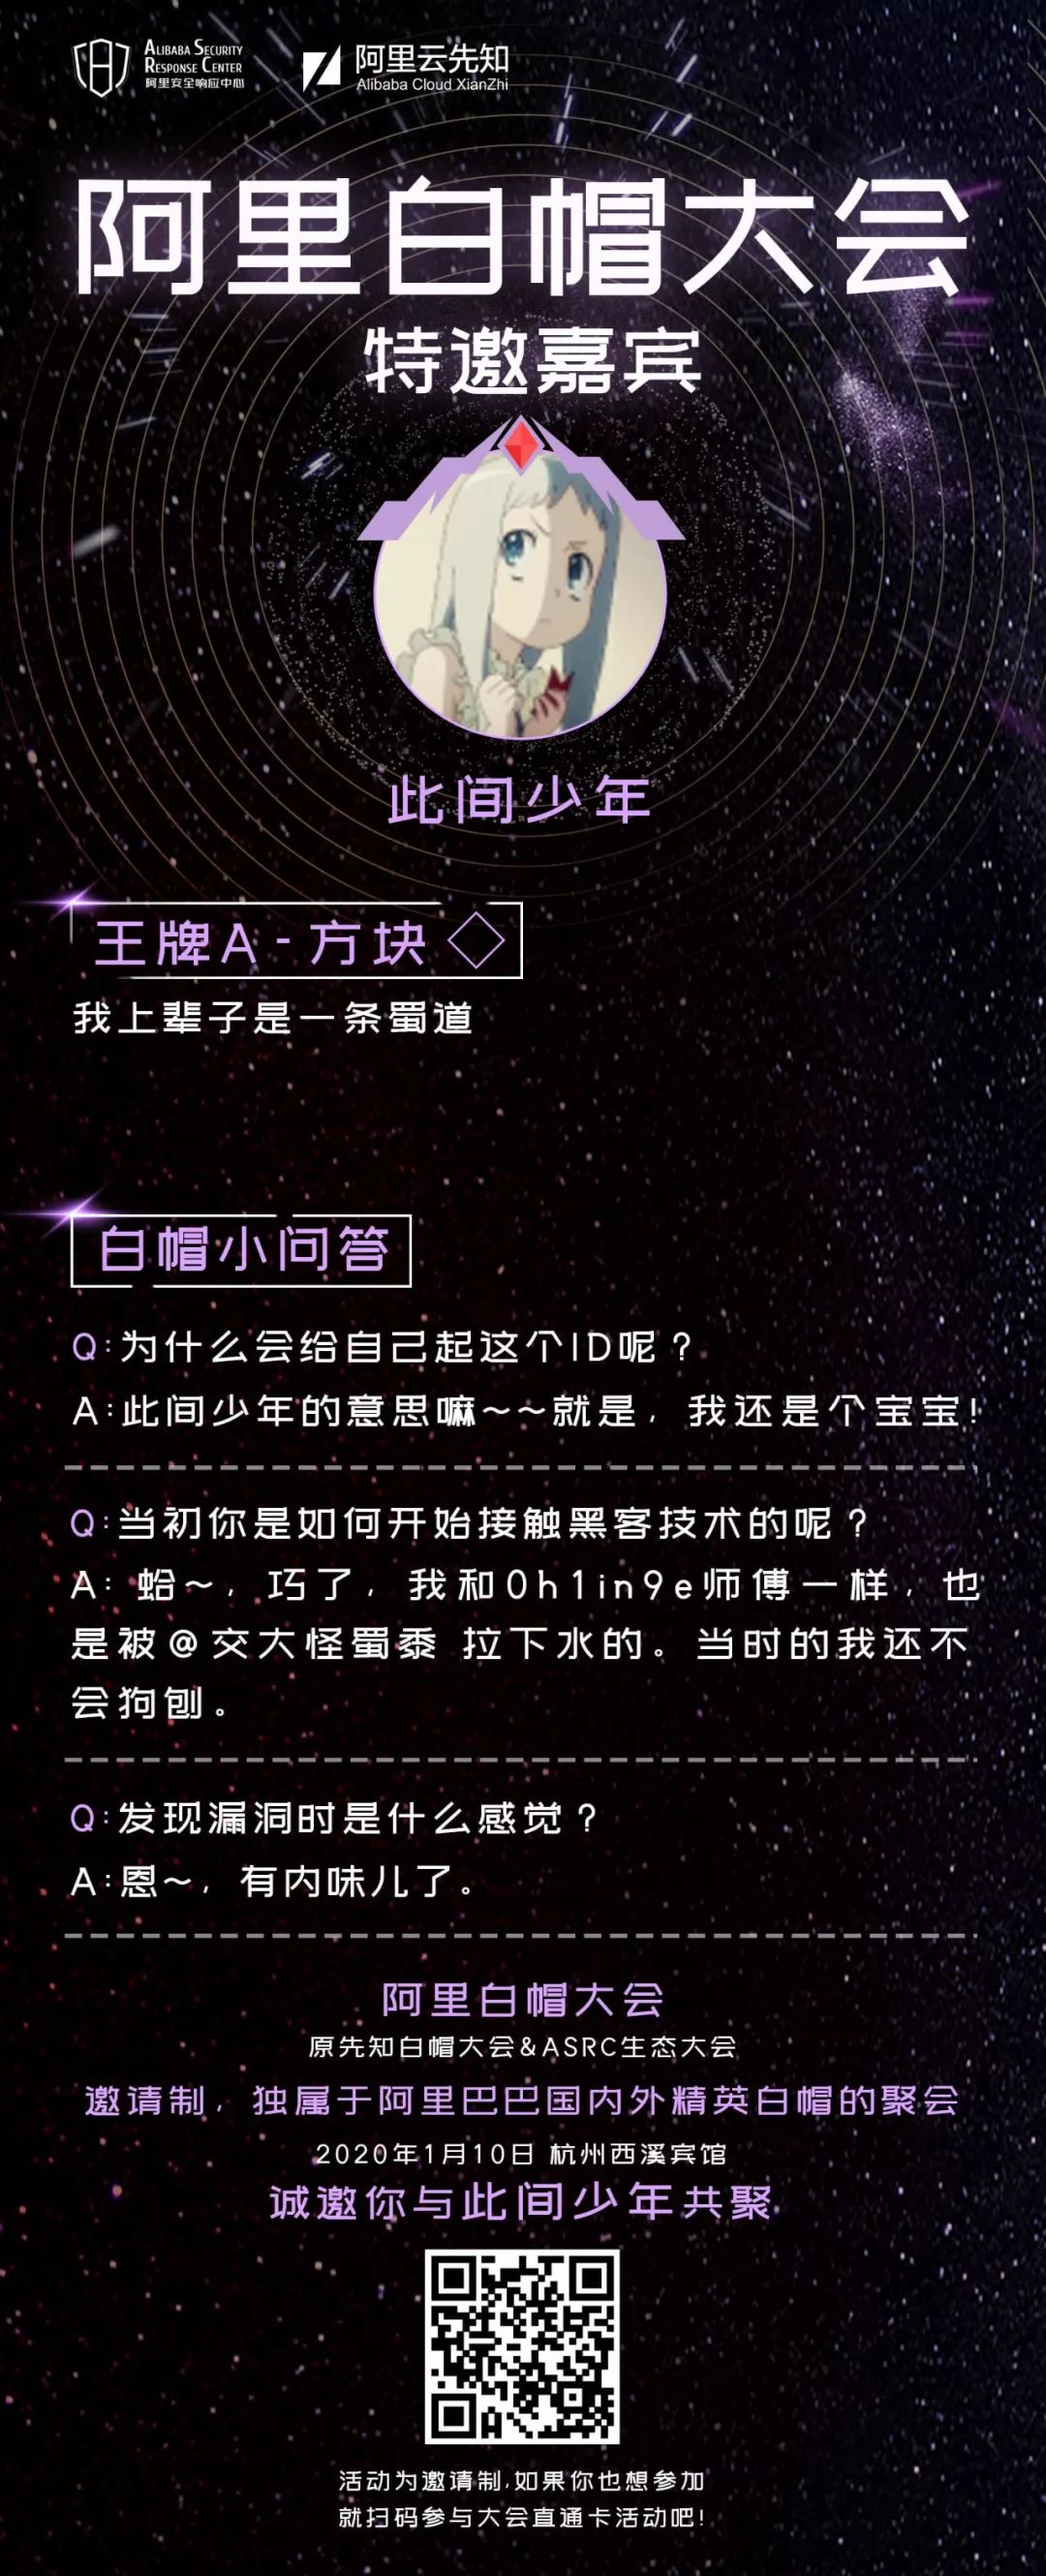 ALIBABA SECURITY
RESPONSE CENTER
阿里安全响应中心
阿里云先知
Alibaba Cloud XianZhi
阿里白帽大会
特邀嘉宾
此间少年
王牌A-方块
我上辈子是一条蜀道
白帽小问答
Q:为什么会给自己起这个ID呢?
A:此间少年的意思嘛~~就是,我还是个宝宝!
Q:当初你是如何开始接触黑客技术的呢?
A:蛤~,巧了,我和0h1in9e师傅一样,也
是被@交大怪蜀黍 拉下水的。当时的我还不
会狗刨。
Q:发现漏洞时是什么感觉?
A:恩~,有内味儿了。
阿里白帽大会
原先知白帽大会&ASRC生态大会
邀请制,独属于阿里巴巴国内外精英白帽的聚会
2020年1月10日 杭州西溪宾馆
诚邀你与此间少年共聚
活动为邀请制,如果你也想参加
就扫码参与大会直通卡活动吧!